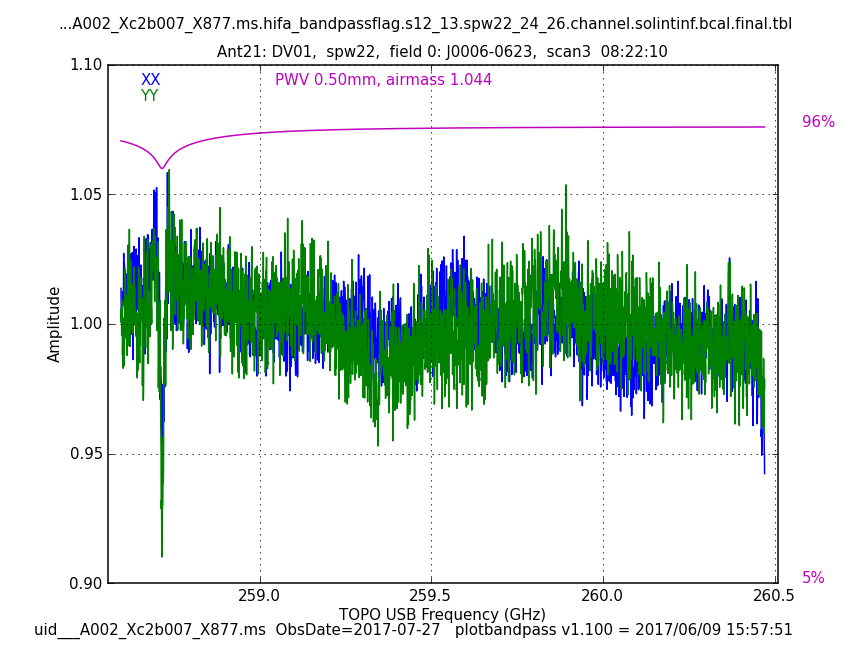 ...A002_Xc2b007_X877.ms.hifa_bandpassflag.s12_13.spw22_24_26.channel.solintinf.bcal.final.tbl
Ant21: DV01,  spw22,  field 0: J0006-0623,  scan3  08:22:10
1.10
XX
YY
PWV 0.50mm, airmass 1.044
96%
1.05
1.00
Amplitude
0.95
0.90
5%
259.0
259.5
260.0
260.5
TOPO USB Frequency (GHz)
uid___A002_Xc2b007_X877.ms  ObsDate=2017-07-27   plotbandpass v1.100 = 2017/06/09 15:57:51